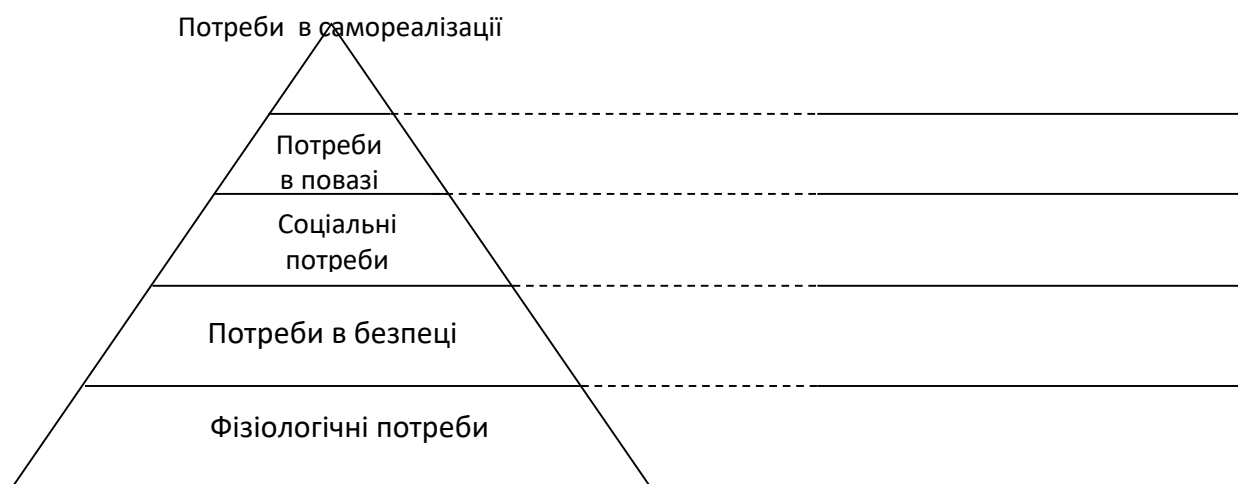 Потреби в самореалізації
Потреби
в повазі
Соціальні
потреби
Потреби в безпеці
Фізіологічні потреби